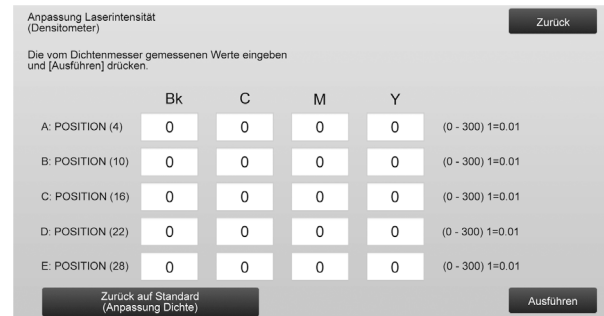 Anpassung Laserintensität
(Densitometer)
Zurück
Die vom Dichtenmesser gemessenen Werte eingeben
und [Ausführen] drücken.
Bk C M Y
A: POSITION (4) 0 0 0 0 (0 - 300) 1=0.01
B: POSITION (10) 0 0 0 0 (0 - 300) 1=0.01
C: POSITION (16) 0 0 0 0 (0 - 300) 1=0.01
D: POSITION (22) 0 0 0 0 (0 - 300) 1=0.01
E: POSITION (28) 0 0 0 0 (0 - 300) 1=0.01
Zurück auf Standard
(Anpassung Dichte)
Ausführen